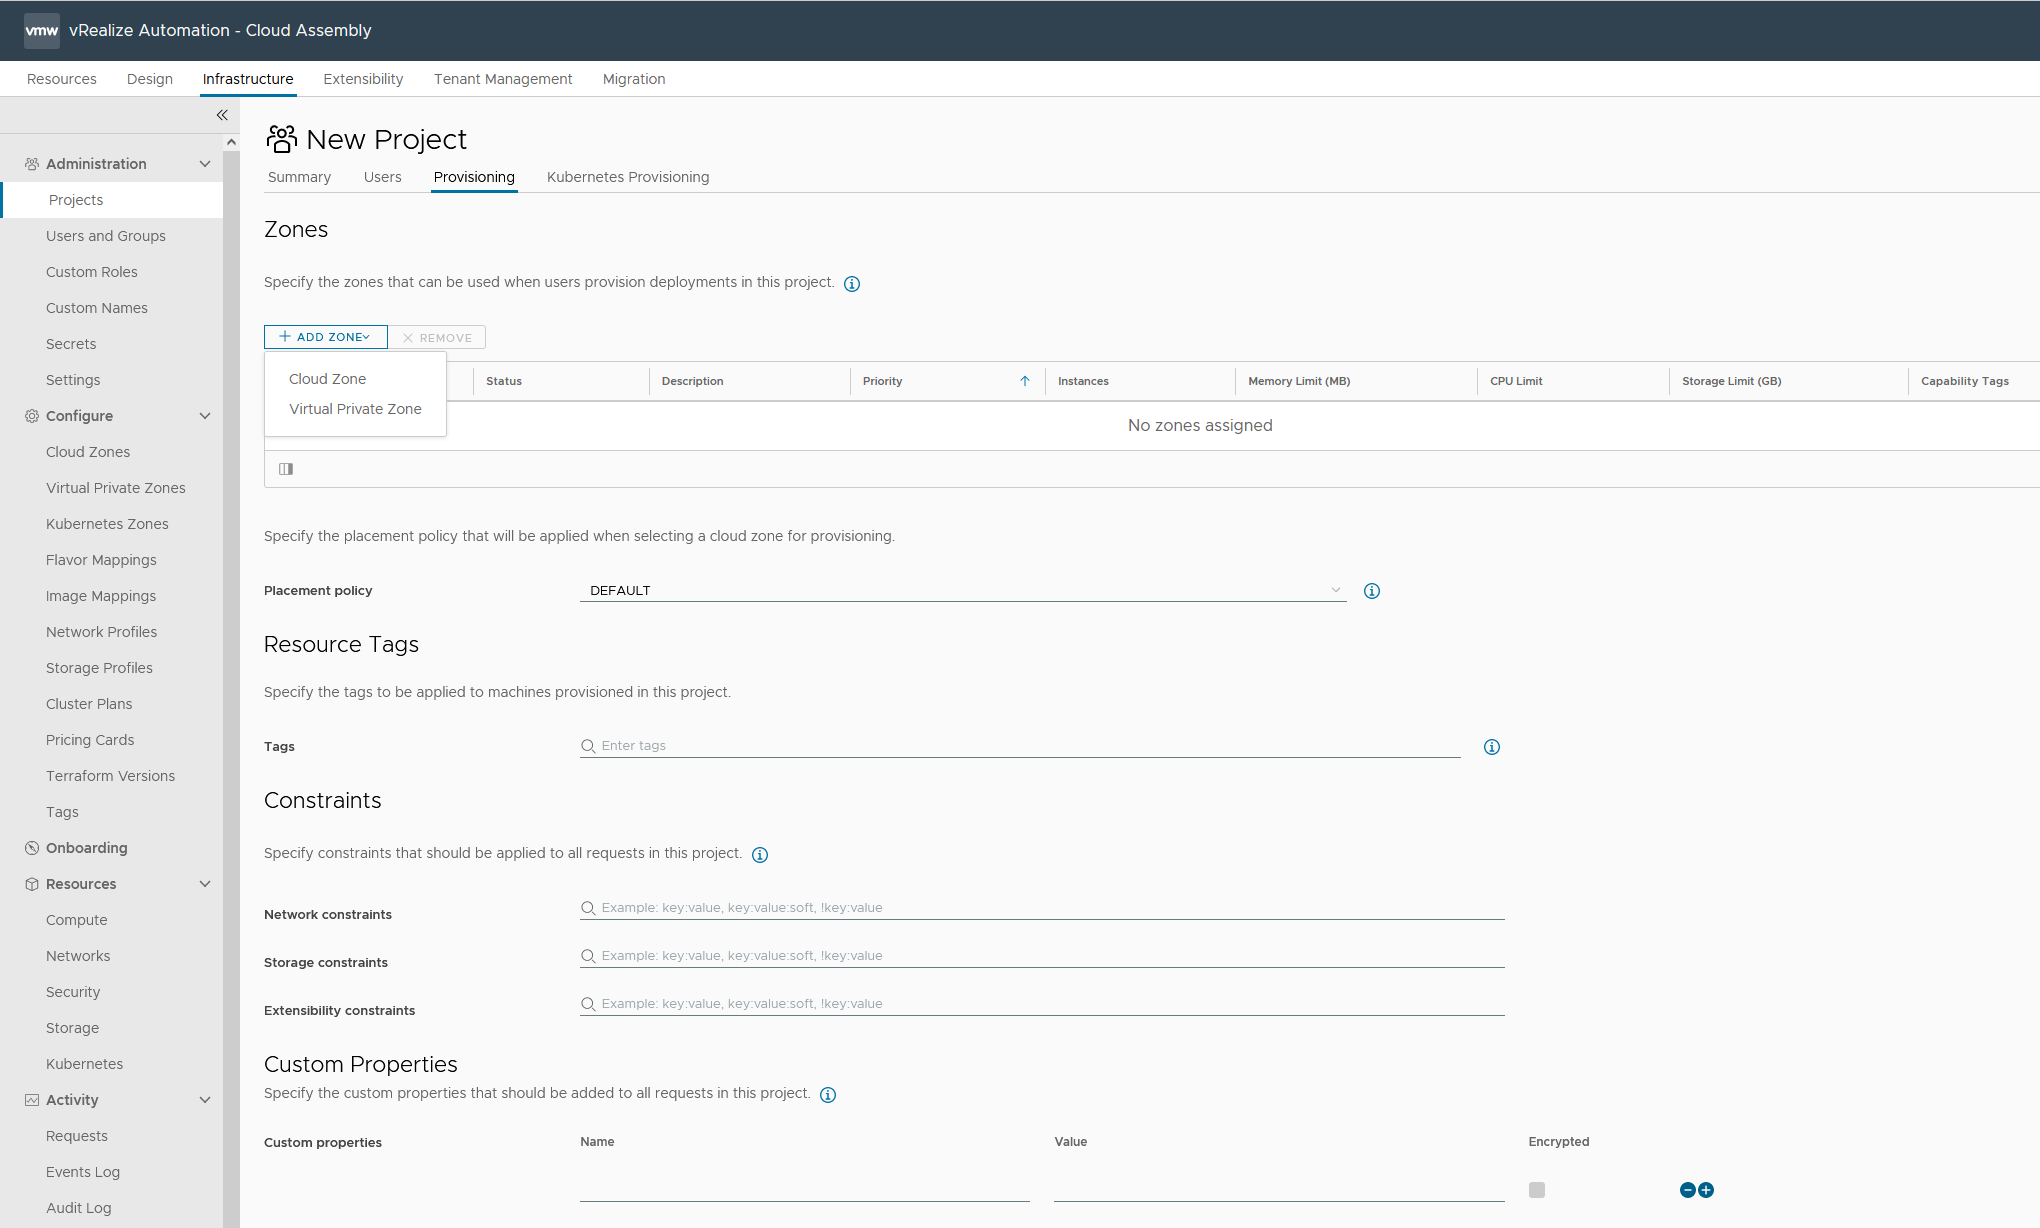 vmw vRealize Automation - Cloud Assembly
Resources Design Infrastructure Extensibility Tenant Management Migration
Administration
Projects
Users and Groups
Custom Roles
Custom Names
Secrets
Settings
Configure
Cloud Zones
Virtual Private Zones
Kubernetes Zones
Flavor Mappings
Image Mappings
Network Profiles
Storage Profiles
Cluster Plans
Pricing Cards
Terraform Versions
Tags
Onboarding
Resources
Compute
Networks
Security
Storage
Kubernetes
Activity
Requests
Events Log
Audit Log
New Project
Summary Users Provisioning Kubernetes Provisioning
Zones
Specify the zones that can be used when users provision deployments in this project.
ADD ZONE REMOVE
Cloud Zone
Virtual Private Zone
Status Description Priority Instances Memory Limit (MB) CPU Limit Storage Limit (GB) Capability Tags
No zones assigned
Specify the placement policy that will be applied when selecting a cloud zone for provisioning.
Placement policy DEFAULT
Resource Tags
Specify the tags to be applied to machines provisioned in this project.
Tags Enter tags
Constraints
Specify constraints that should be applied to all requests in this project.
Network constraints Example: key:value, key:value:soft, !key:value
Storage constraints Example: key:value, key:value:soft, !key:value
Extensibility constraints Example: key:value, key:value:soft, !key:value
Custom Properties
Specify the custom properties that should be added to all requests in this project.
Custom properties Name Value Encrypted